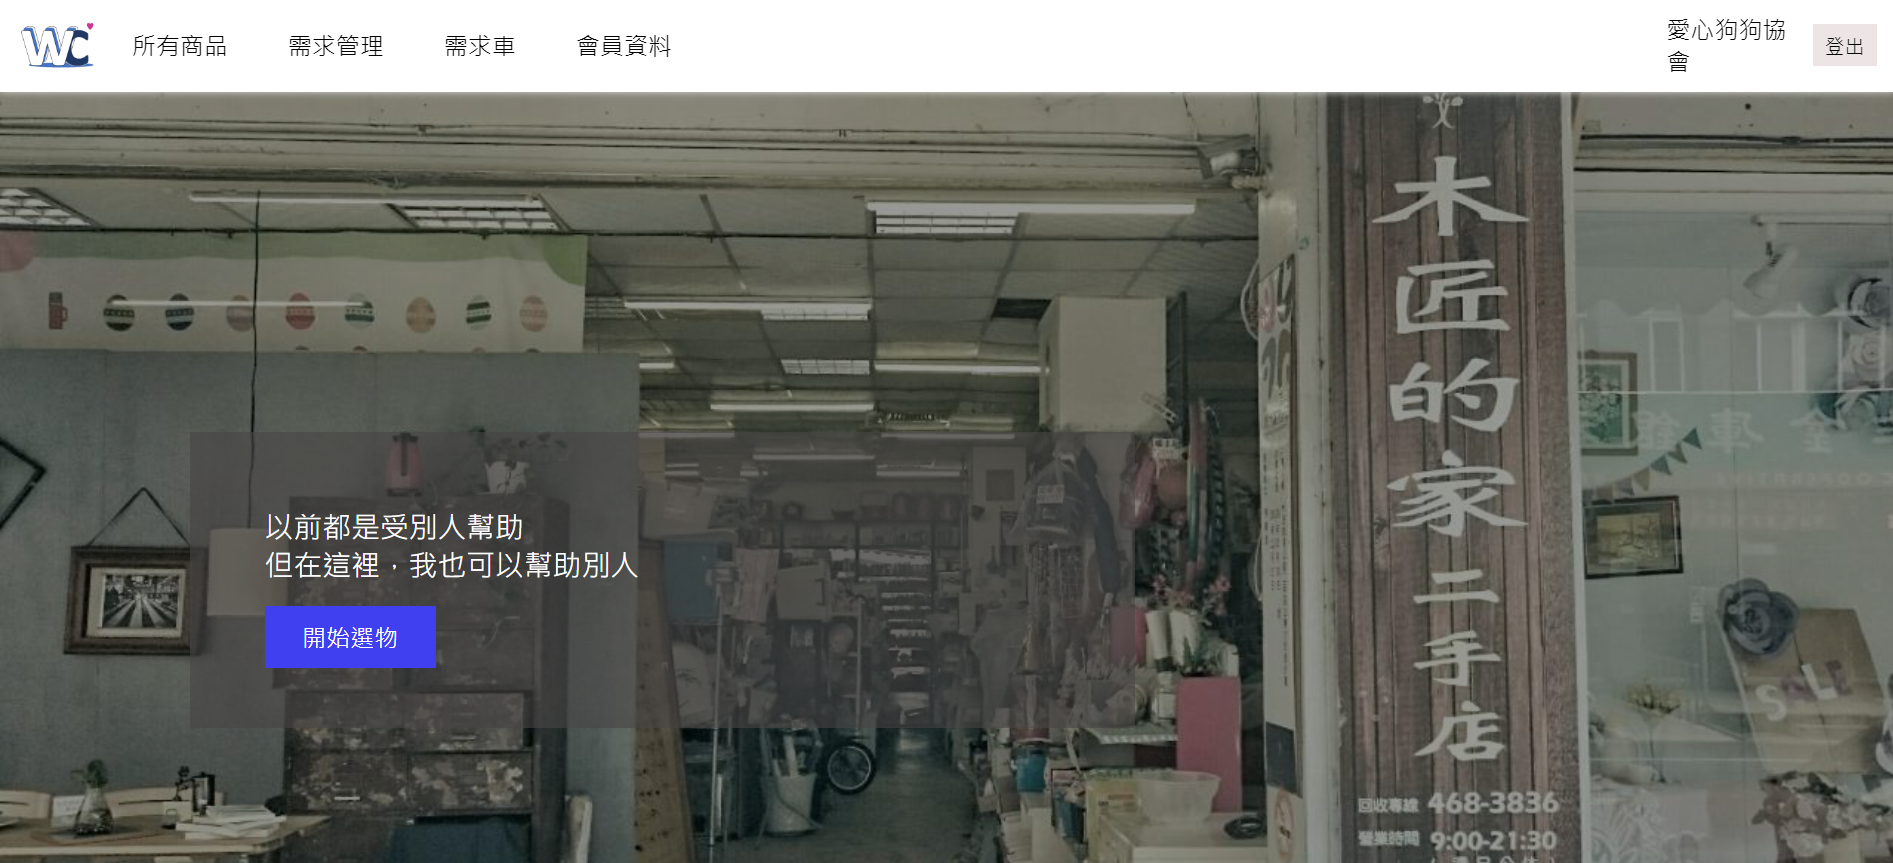 WC
所有商品
需求管理
需求車
會員資料
愛心狗狗協
會
登出
以前都是受別人幫助
但在這裡，我也可以幫助別人
開始選物
木匠的家二手店
回收專線 468-3836
營業時間 9:00-21:30
SALE